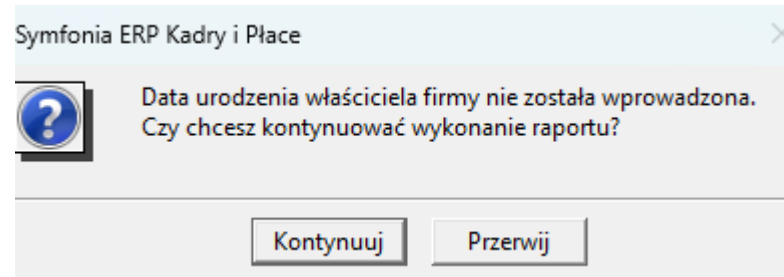 Symfonia ERP Kadry i Płace
Data urodzenia właściciela firmy nie została wprowadzona.
Czy chcesz kontynuować wykonanie raportu?
Kontynuuj
Przerwij